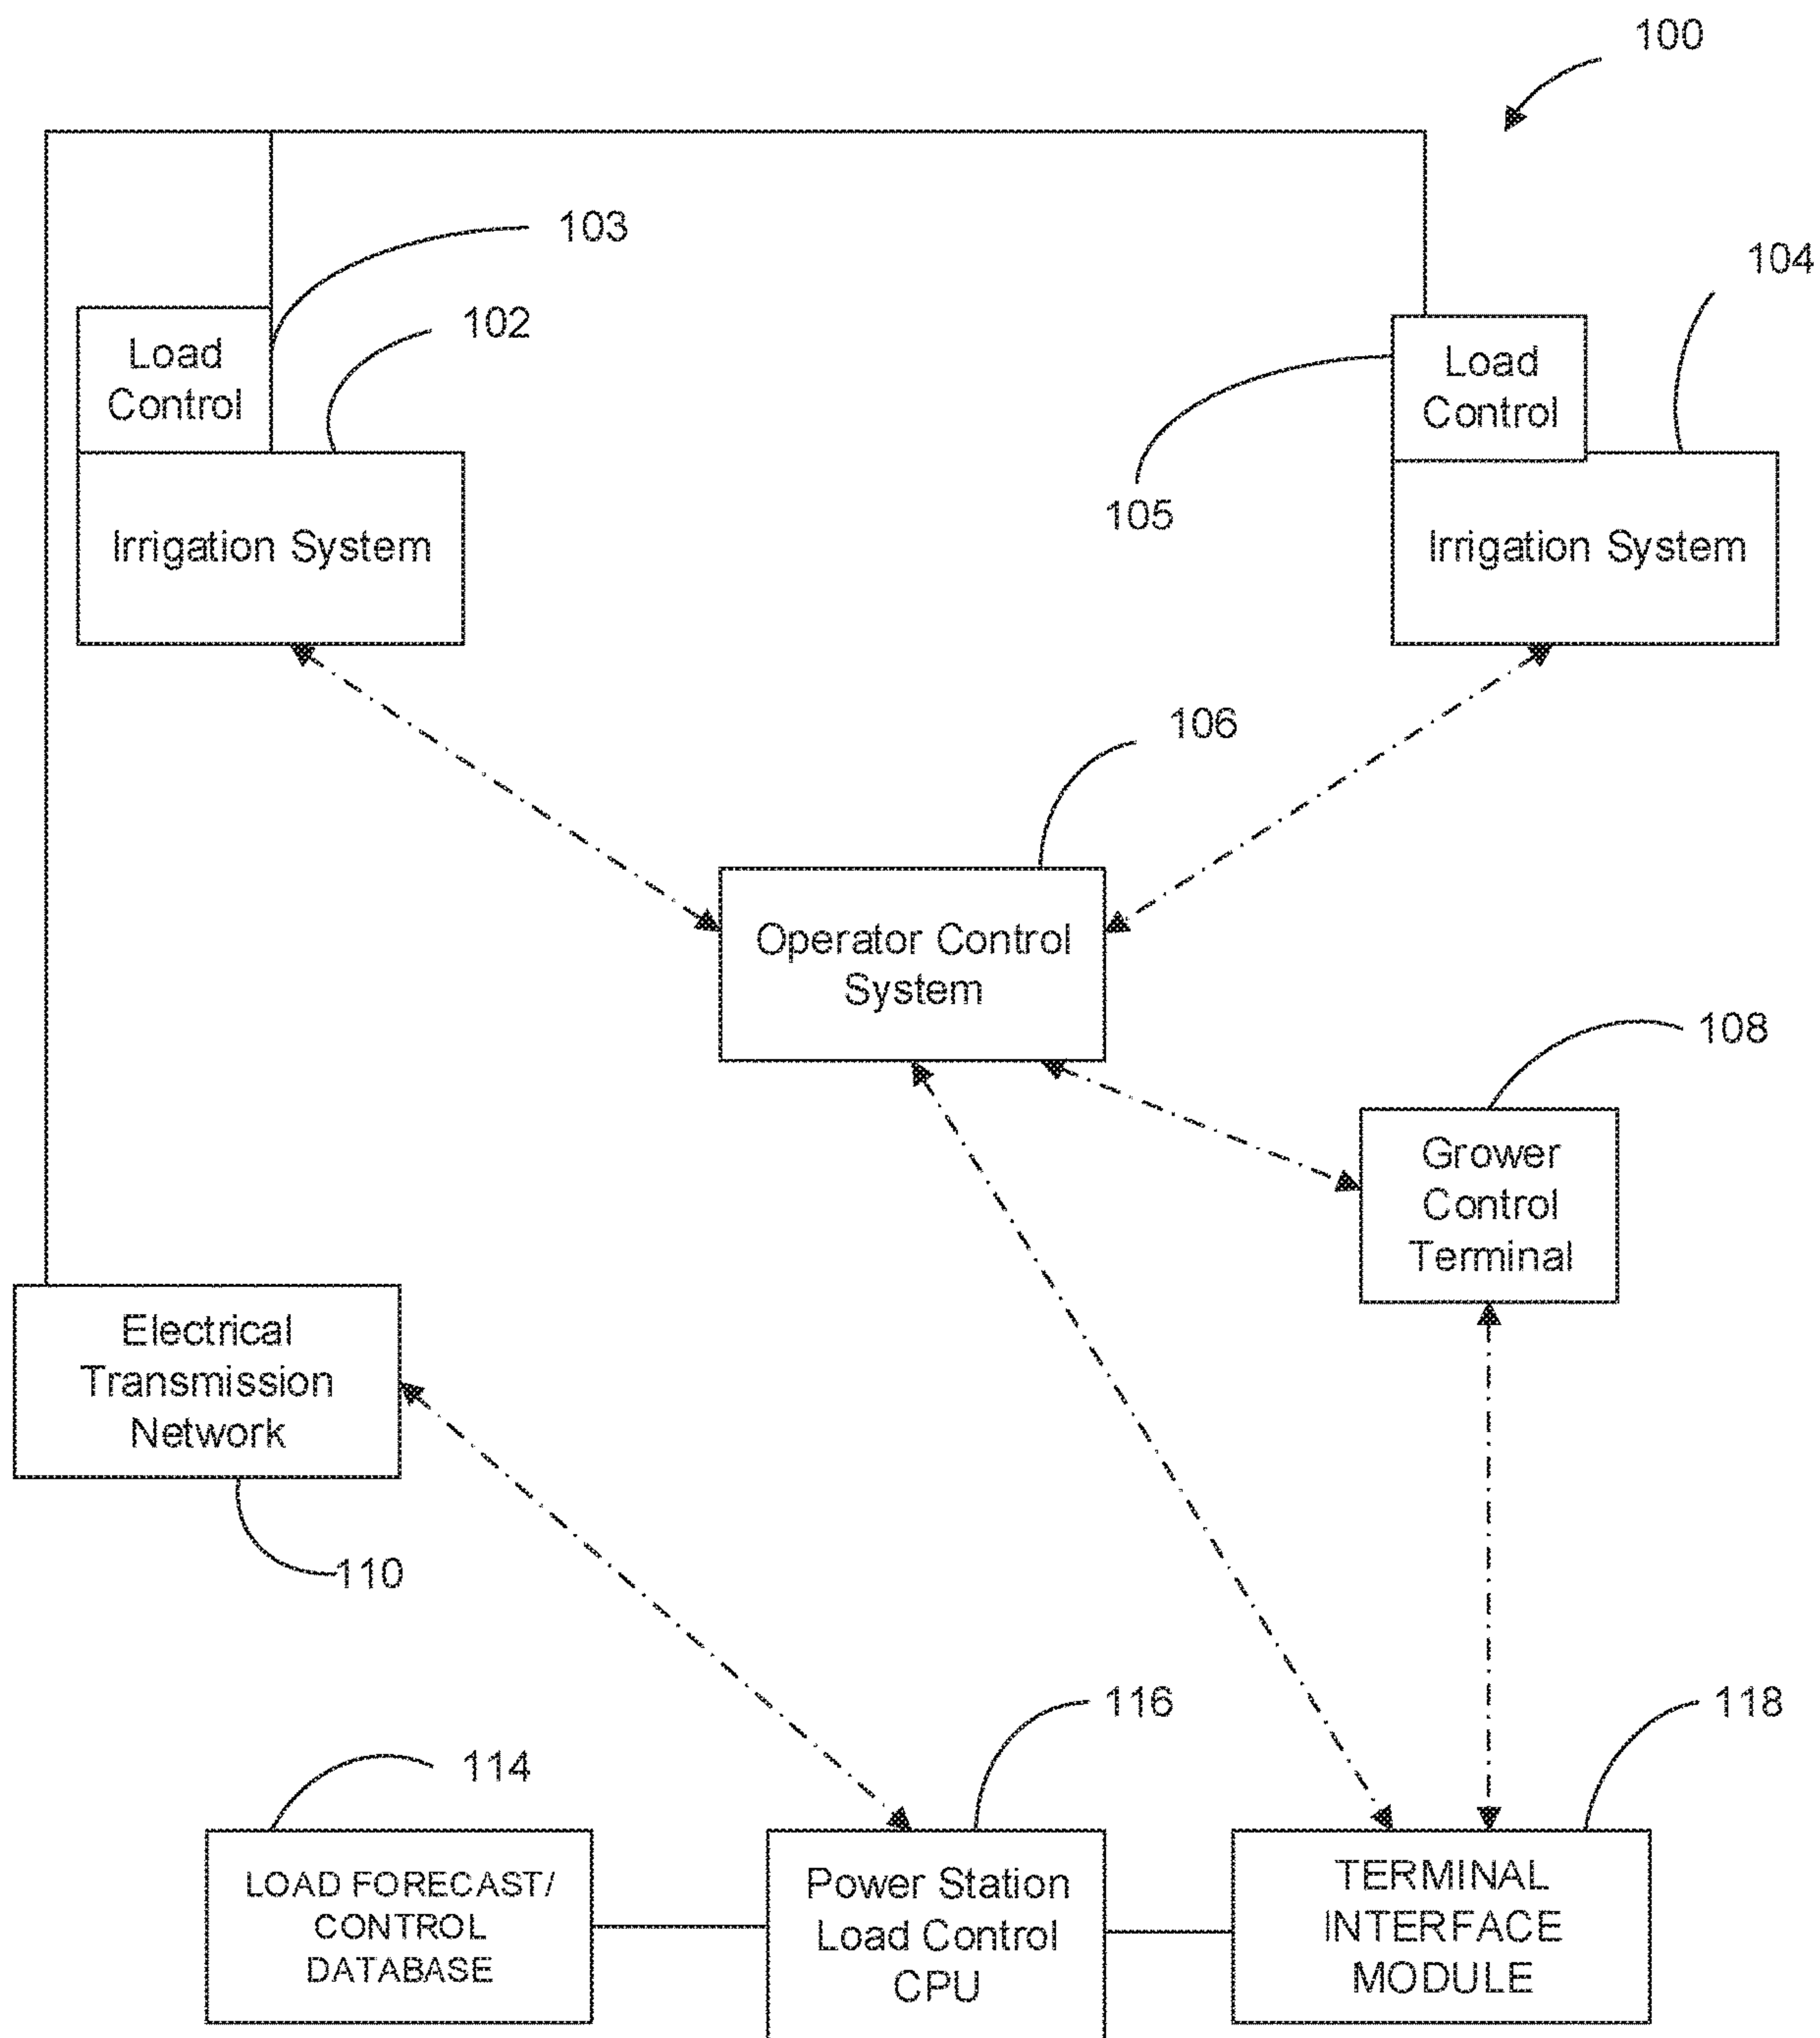 100
103
104
102
Load
Control
Load
Control
105
Irrigation System
Irrigation System
106
Operator Control
System
108
Grower
Control
Terminal
Electrical
Transmission
Network
110
116
118
114
LOAD FORECAST/
CONTROL
DATABASE
Power Station
Load Control
CPU
TERMINAL
INTERFACE
MODULE